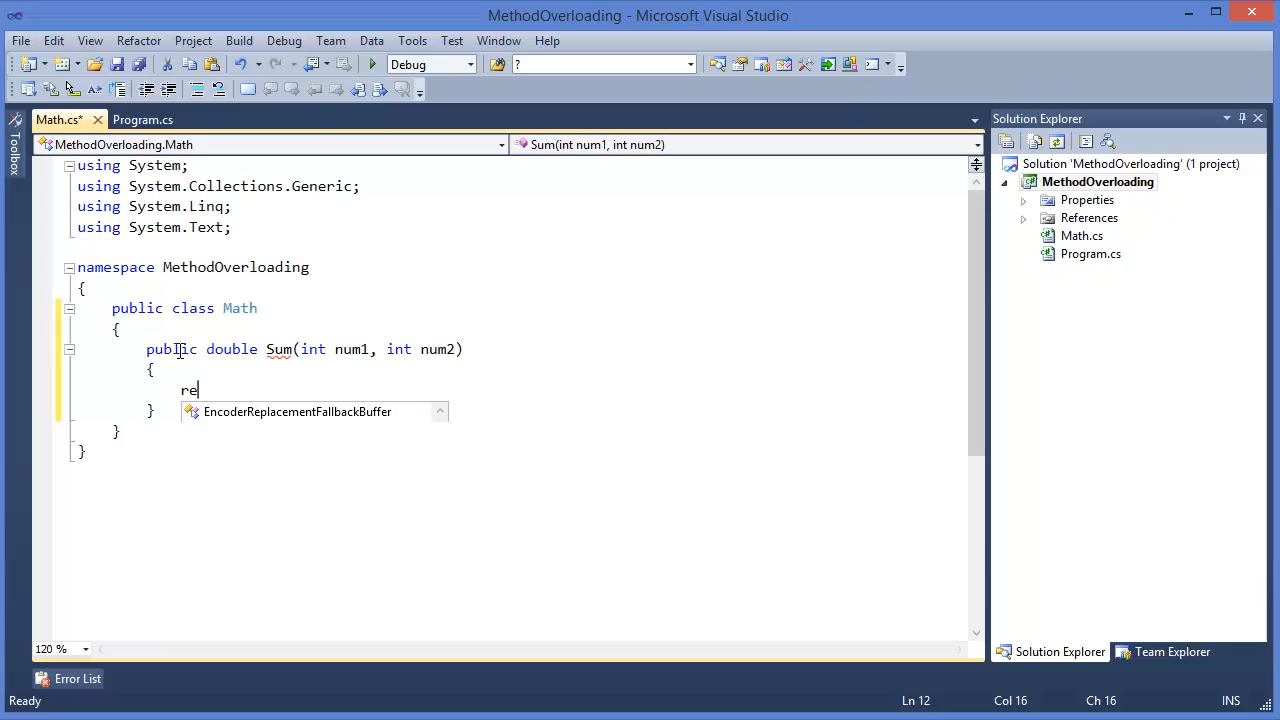 MethodOverloading - Microsoft Visual Studio
File Edit View Refactor Project Build Debug Team Data Tools Test Window Help
Debug ?
Math.cs* Program.cs
Toolbox
MethodOverloading.Math Sum(int num1, int num2)
using System;
using System.Collections.Generic;
using System.Linq;
using System.Text;
namespace MethodOverloading
{
public class Math
{
public double Sum(int num1, int num2)
{
re
EncoderReplacementFallbackBuffer
}
}
}
120 %
Solution Explorer
Solution 'MethodOverloading' (1 project)
MethodOverloading
Properties
References
Math.cs
Program.cs
Solution Explorer Team Explorer
Error List
Ready Ln 12 Col 16 Ch 16 INS